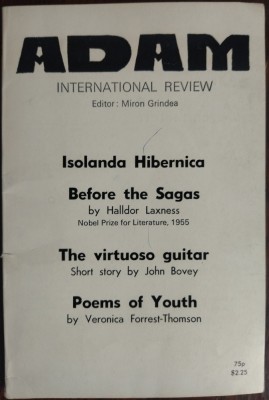 ADAM
INTERNATIONAL REVIEW
Editor: Miron Grindea
Isolanda Hibernica
Before the Sagas
by Halldor Laxness
Nobel Prize for Literature, 1955
The virtuoso guitar
Short story by John Bovey
Poems of Youth
by Veronica Forrest-Thomson
75p
$2.25